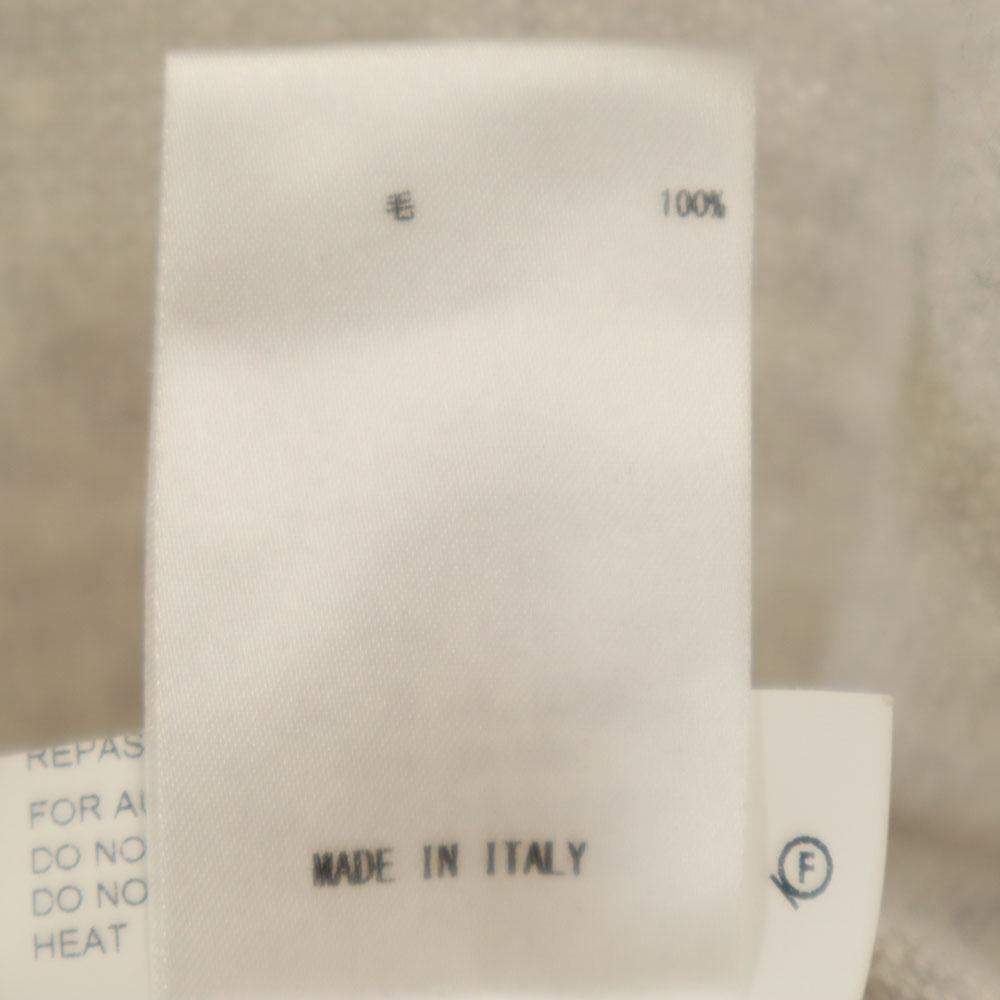 毛 100%
MADE IN ITALY
REPAS
FOR AU
DO NO
DO NO
HEAT
F